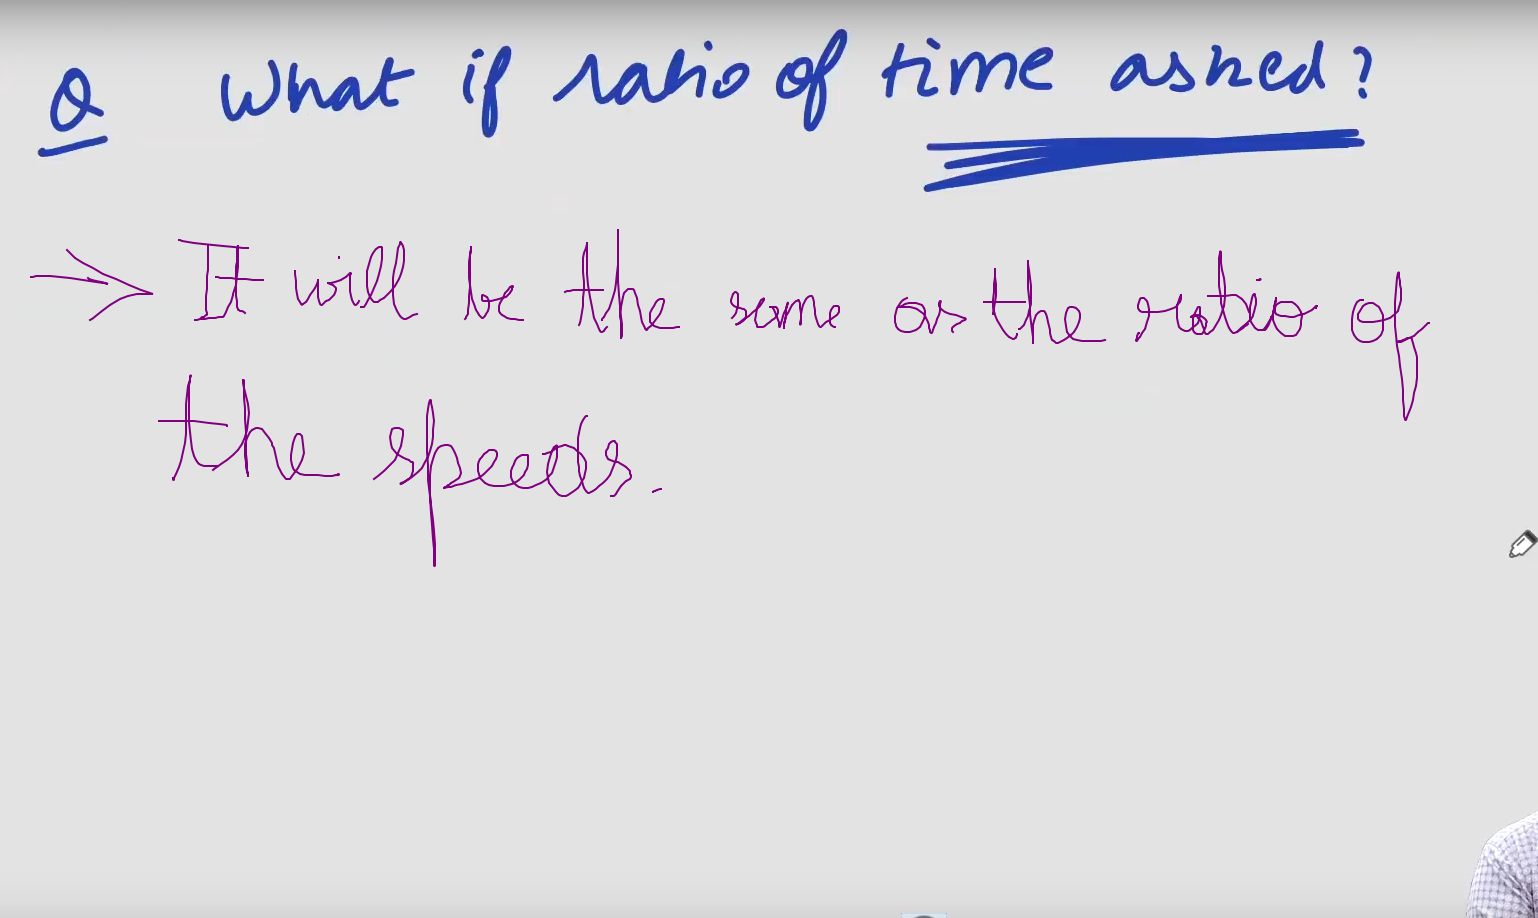 Q What if ratio of time asked?
→ It will be the same as the ratio of
the speeds.